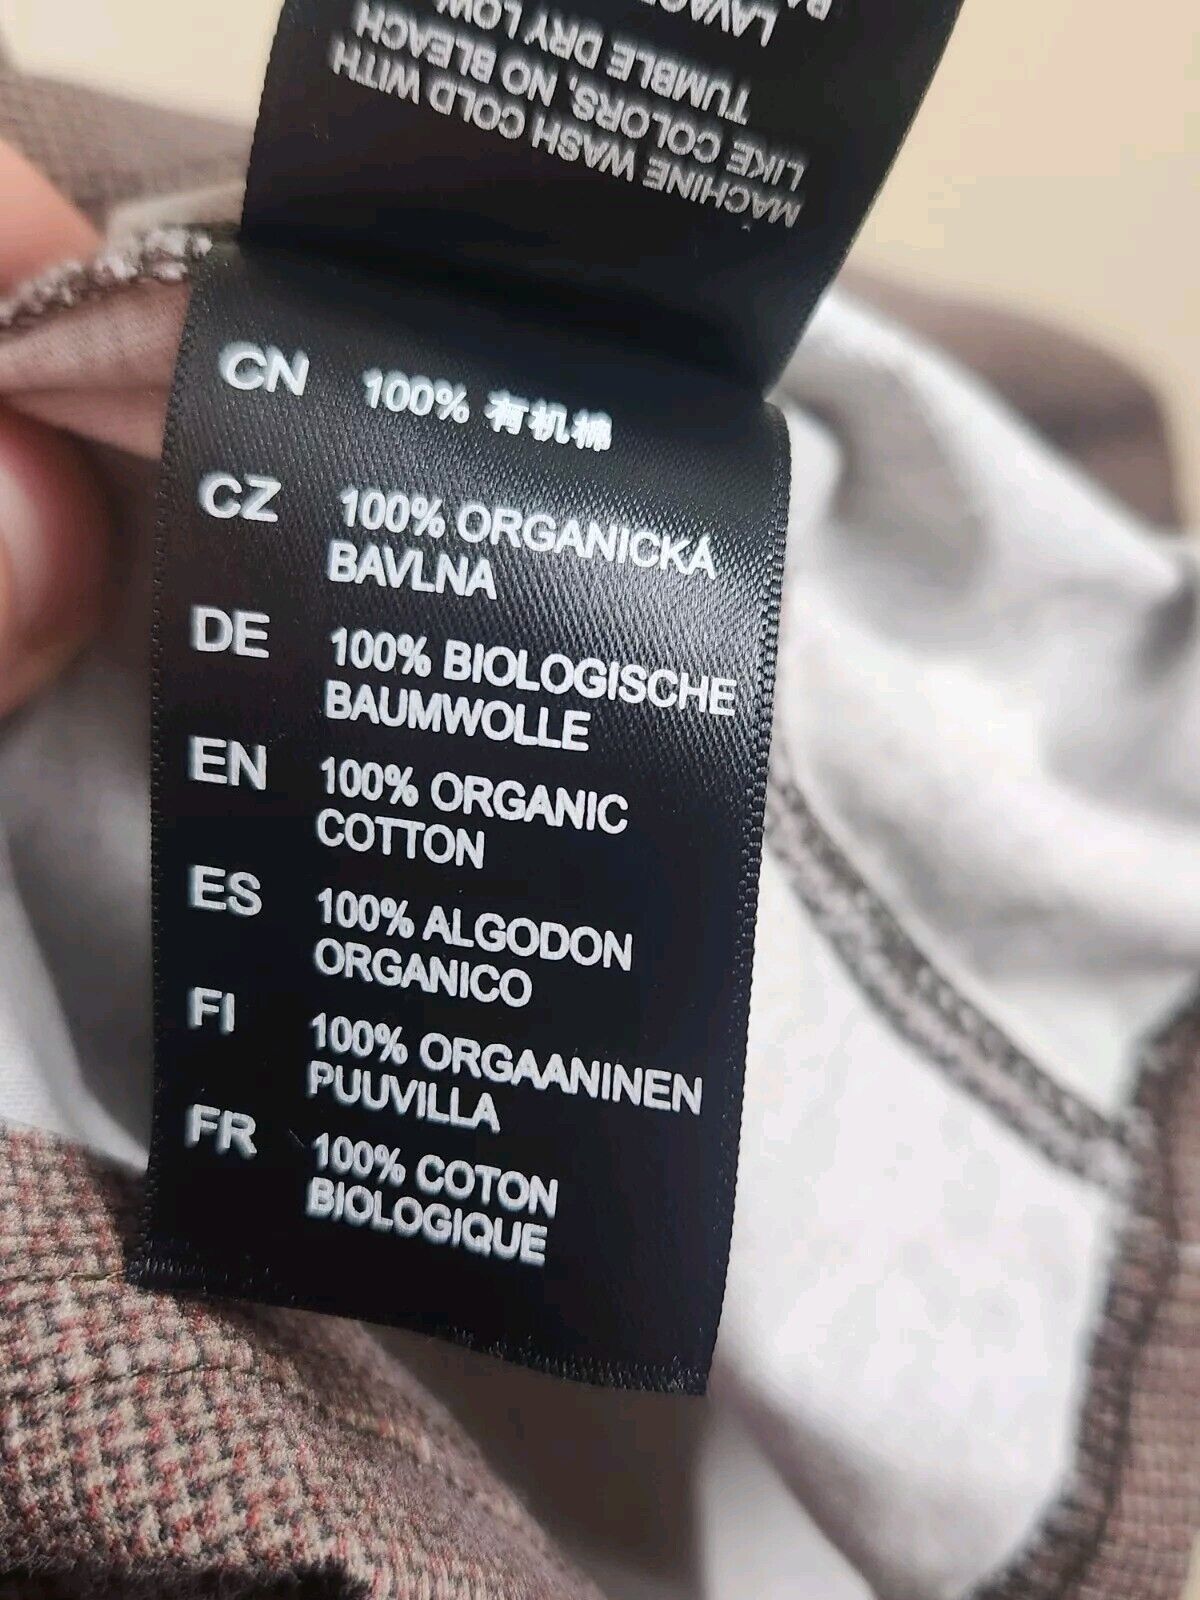 MACHINE WASH COLD WITH
LIKE COLORS, NO BLEACH
TUMBLE DRY LOW
CN 100% 有机棉
CZ 100% ORGANICKÁ
BAVLNA
DE 100% BIOLOGISCHE
BAUMWOLLE
EN 100% ORGANIC
COTTON
ES 100% ALGODON
ORGANICO
FI 100% ORGAANINEN
PUUVILLA
FR 100% COTON
BIOLOGIQUE